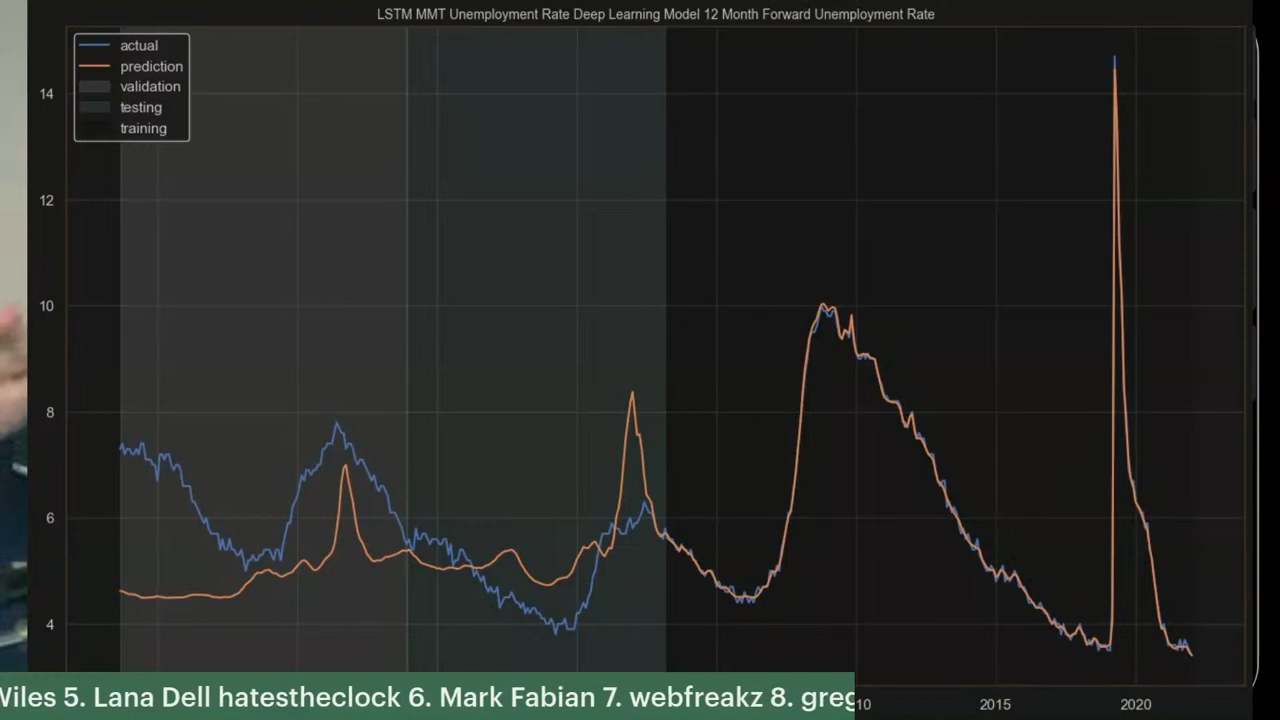 LSTM MMT Unemployment Rate Deep Learning Model 12 Month Forward Unemployment Rate
actual
prediction
validation
testing
training
14
12
10
8
6
4
Wiles 5. Lana Dell hatestheclock 6. Mark Fabian 7. webfreakz 8. greg
10 2015 2020